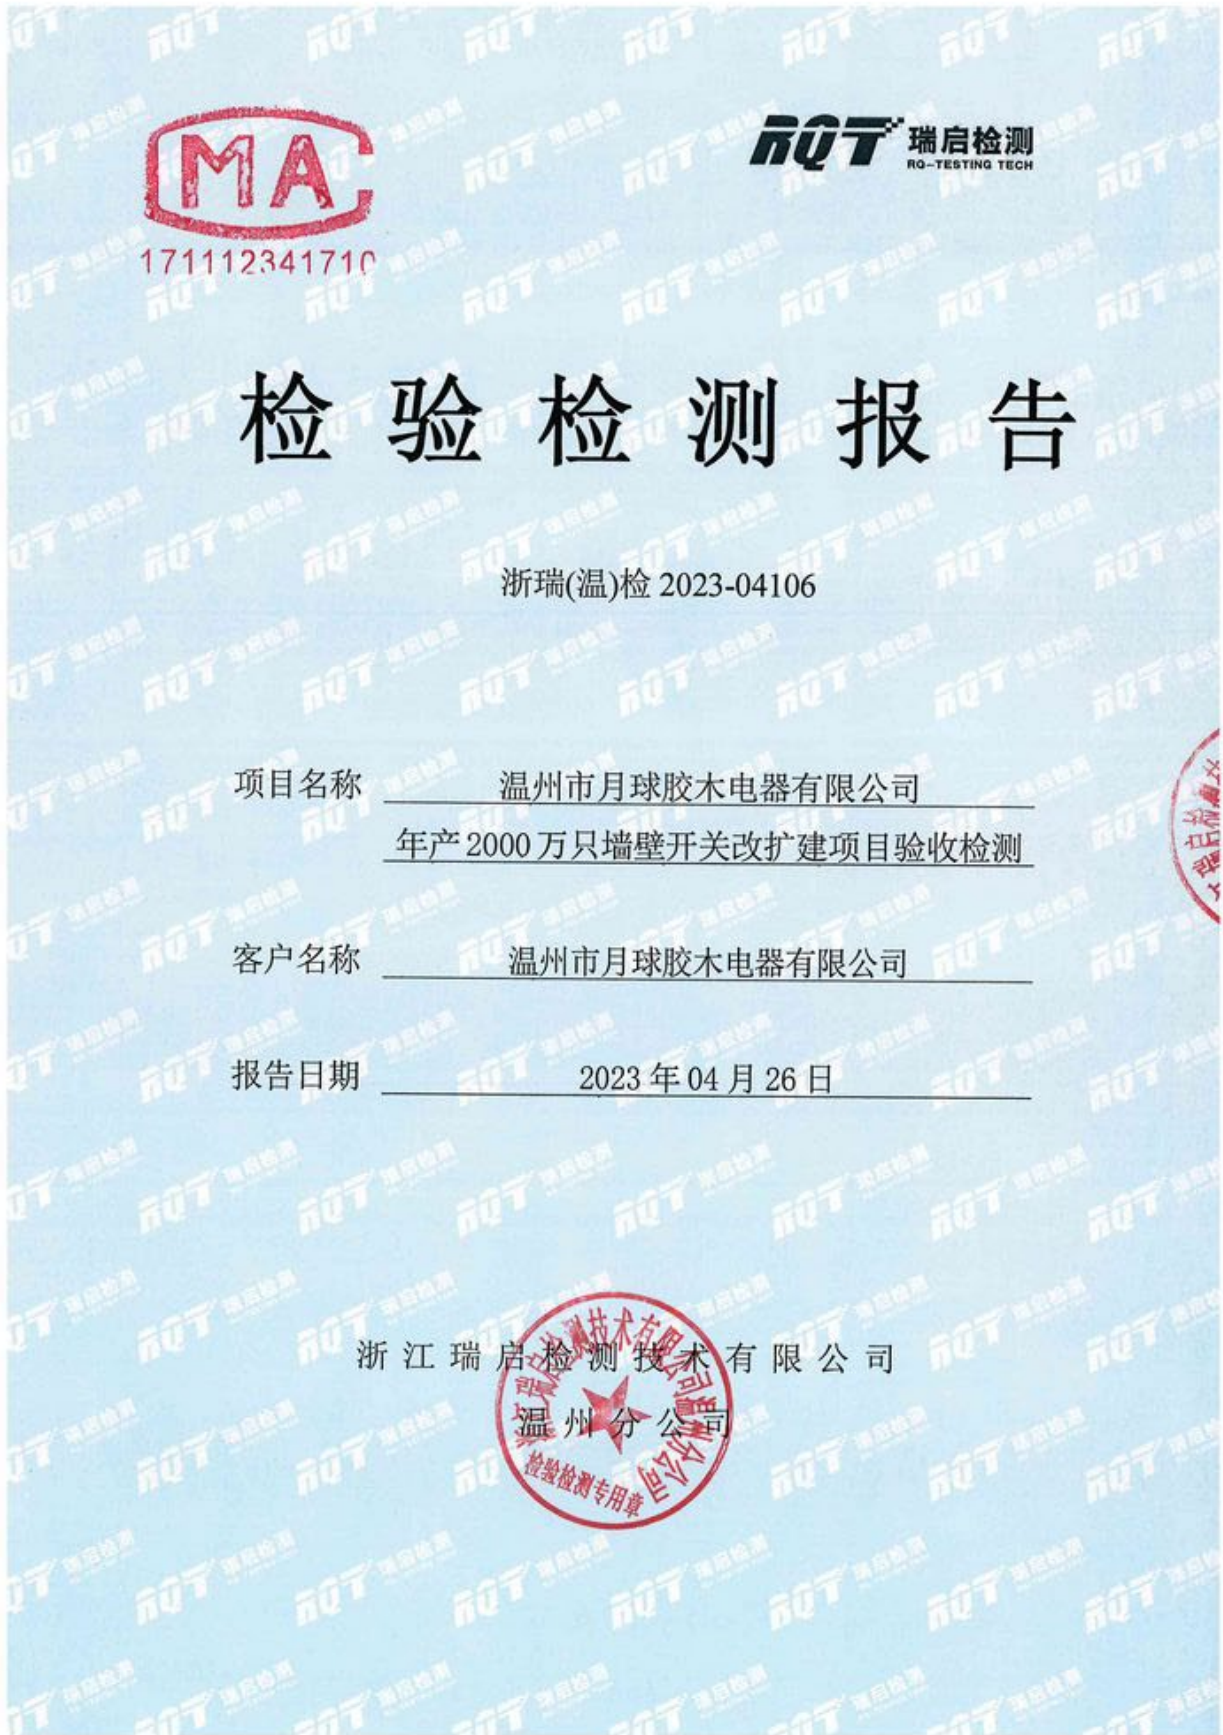 MA
171112341710
RQT 瑞启检测
RQ-TESTING TECH
检验检测报告
浙瑞(温)检 2023-04106
项目名称 温州市月球胶木电器有限公司
年产2000万只墙壁开关改扩建项目验收检测
客户名称 温州市月球胶木电器有限公司
报告日期 2023年04月26日
浙江瑞启检测技术有限公司
温州分公司
检验检测专用章